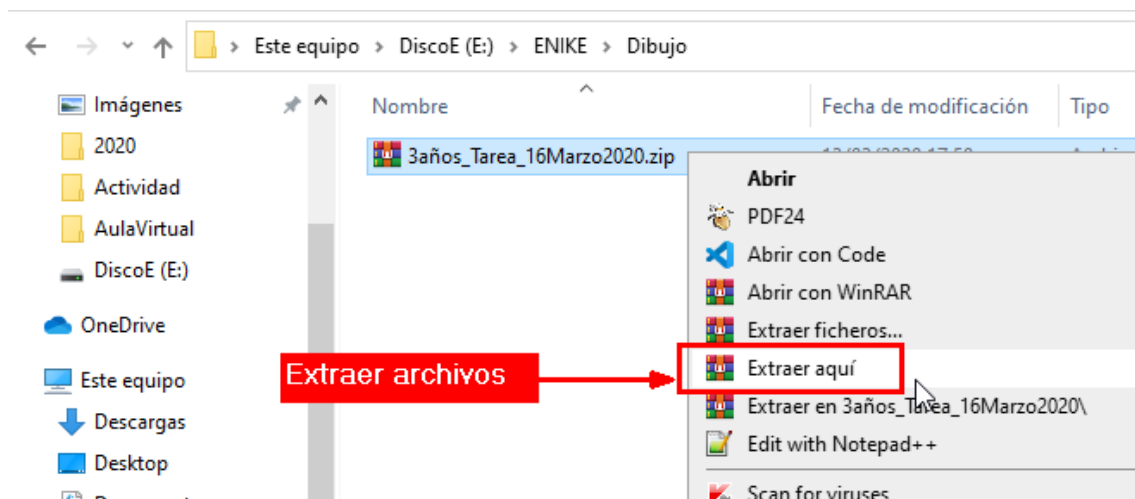 Este equipo > DiscoE (E:) > ENIKE > Dibujo
Imágenes
2020
Actividad
AulaVirtual
DiscoE (E:)
OneDrive
Este equipo
Descargas
Desktop
Nombre
Fecha de modificación
Tipo
3años_Tarea_16Marzo2020.zip
Abrir
PDF24
Abrir con Code
Abrir con WinRAR
Extraer ficheros...
Extraer archivos
Extraer aquí
Extraer en 3años_Tarea_16Marzo2020\
Edit with Notepad++
Scan for viruses